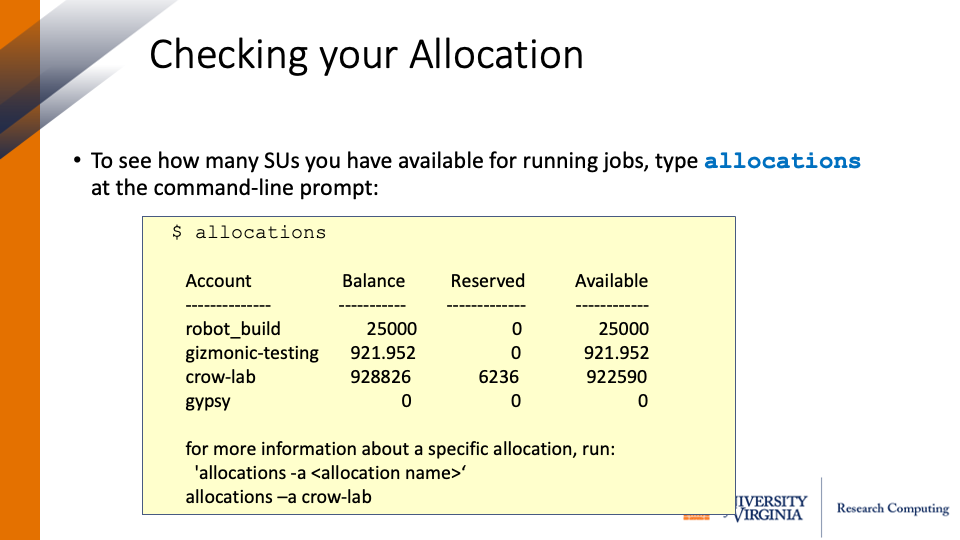 Checking your Allocation
• To see how many SUs you have available for running jobs, type allocations
at the command-line prompt:
$ allocations
Account Balance Reserved Available
-------------- ----------- ------------- ------------
robot_build 25000 0 25000
gizmonic-testing 921.952 0 921.952
crow-lab 928826 6236 922590
gypsy 0 0 0
for more information about a specific allocation, run:
'allocations -a <allocation name>‘
allocations –a crow-lab
IVERSITY
VIRGINIA
Research Computing